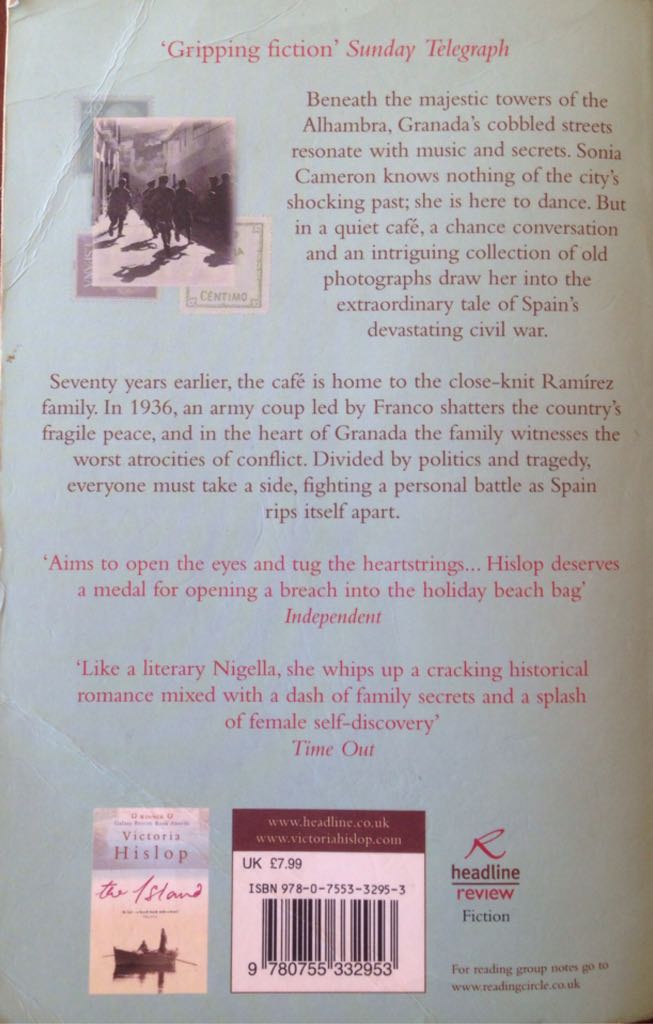 'Gripping fiction' Sunday Telegraph
Beneath the majestic towers of the
Alhambra, Granada's cobbled streets
resonate with music and secrets. Sonia
Cameron knows nothing of the city's
shocking past; she is here to dance. But
in a quiet café, a chance conversation
and an intriguing collection of old
photographs draw her into the
extraordinary tale of Spain's
devastating civil war.
CÉNTIMO
Seventy years earlier, the café is home to the close-knit Ramírez
family. In 1936, an army coup led by Franco shatters the country's
fragile peace, and in the heart of Granada the family witnesses the
worst atrocities of conflict. Divided by politics and tragedy,
everyone must take a side, fighting a personal battle as Spain
rips itself apart.
'Aims to open the eyes and tug the heartstrings... Hislop deserves
a medal for opening a breach into the holiday beach bag'
Independent
'Like a literary Nigella, she whips up a cracking historical
romance mixed with a dash of family secrets and a splash
of female self-discovery'
Time Out
WINNER
Galaxy British Book Awards
Victoria
Hislop
the Island
www.headline.co.uk
www.victoriahislop.com
UK £7.99
ISBN 978-0-7553-3295-3
9 780755 332953
headline
review
Fiction
For reading group notes go to
www.readingcircle.co.uk